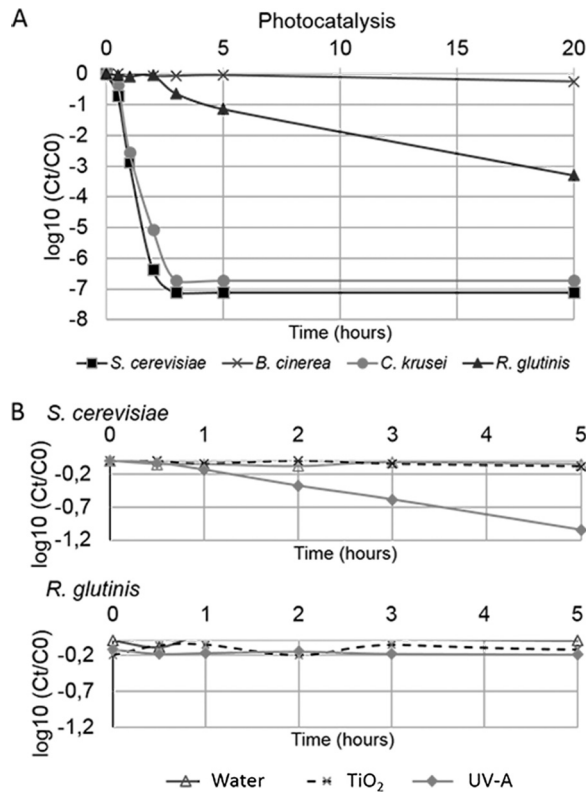 A
Photocatalysis
0 5 10 15 20
0
-1
-2
-3
-4
-5
-6
-7
-8
log10 (Ct/C0)
Time (hours)
S. cerevisiae B. cinerea C. krusei R. glutinis
B S. cerevisiae
0 1 2 3 4 5
-0,2
-0,7
-1,2
log10 (Ct/C0)
Time (hours)
R. glutinis
0 1 2 3 4 5
-0,2
-0,7
-1,2
log10 (Ct/C0)
Time (hours)
Water TiO₂ UV-A